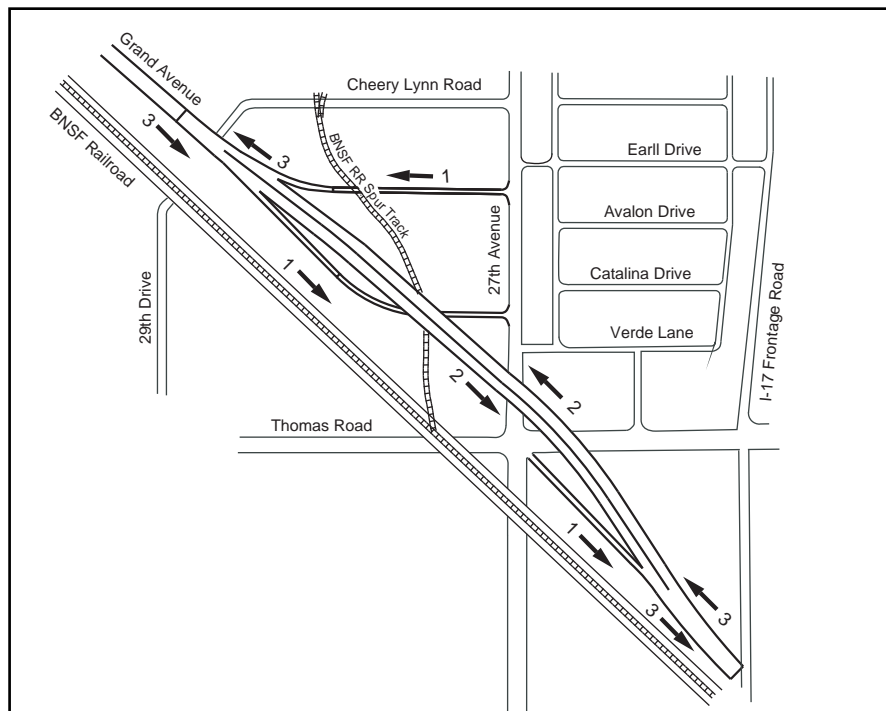 Grand Avenue
Cheery Lynn Road
3
BNSF Railroad
3
BNSF RR Spur Track
1
Earll Drive
Avalon Drive
27th Avenue
1
Catalina Drive
29th Drive
Verde Lane
I-17 Frontage Road
2
2
Thomas Road
1
3
3